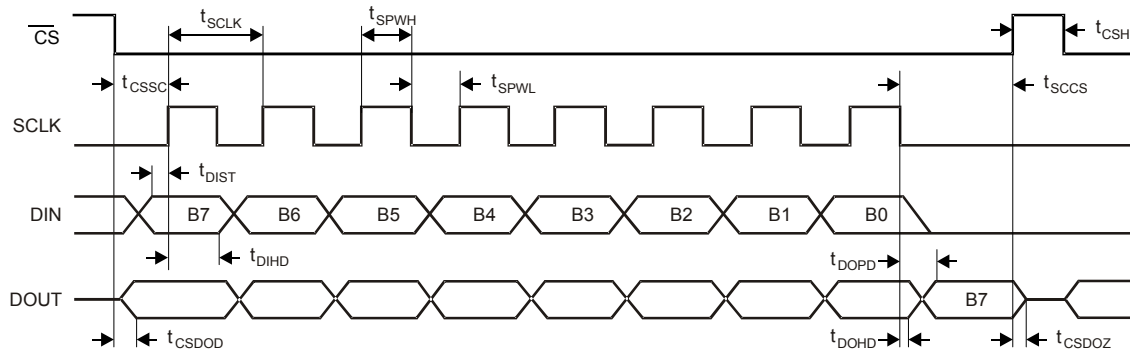 CS
tSCLK
tSPWH
tCSH
tCSSC
tSPWL
tSCCS
SCLK
tDIST
DIN
B7 B6 B5 B4 B3 B2 B1 B0
tDIHD
tDOPD
DOUT
B7
tCSDOD
tDOHD
tCSDOZ